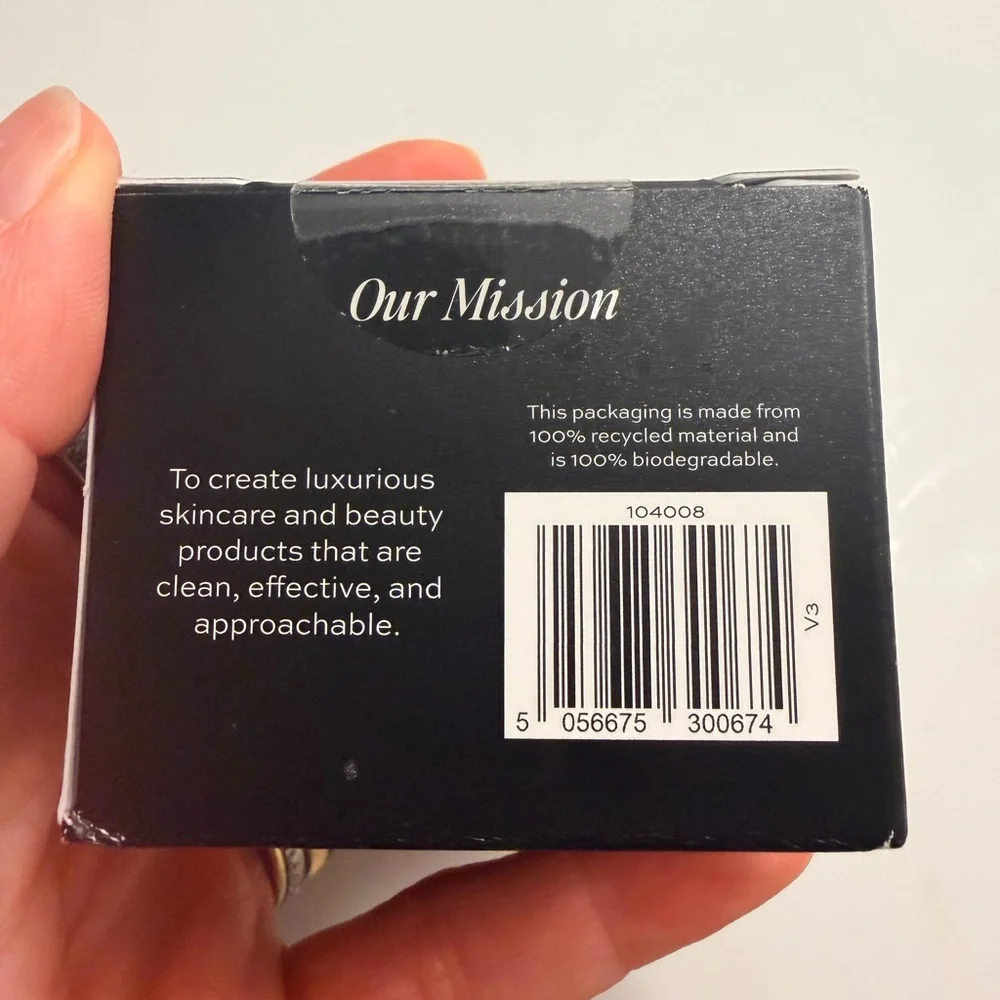 Our Mission
This packaging is made from
100% recycled material and
is 100% biodegradable.
To create luxurious
skincare and beauty
products that are
clean, effective, and
approachable.
104008
V3
5 056675 300674